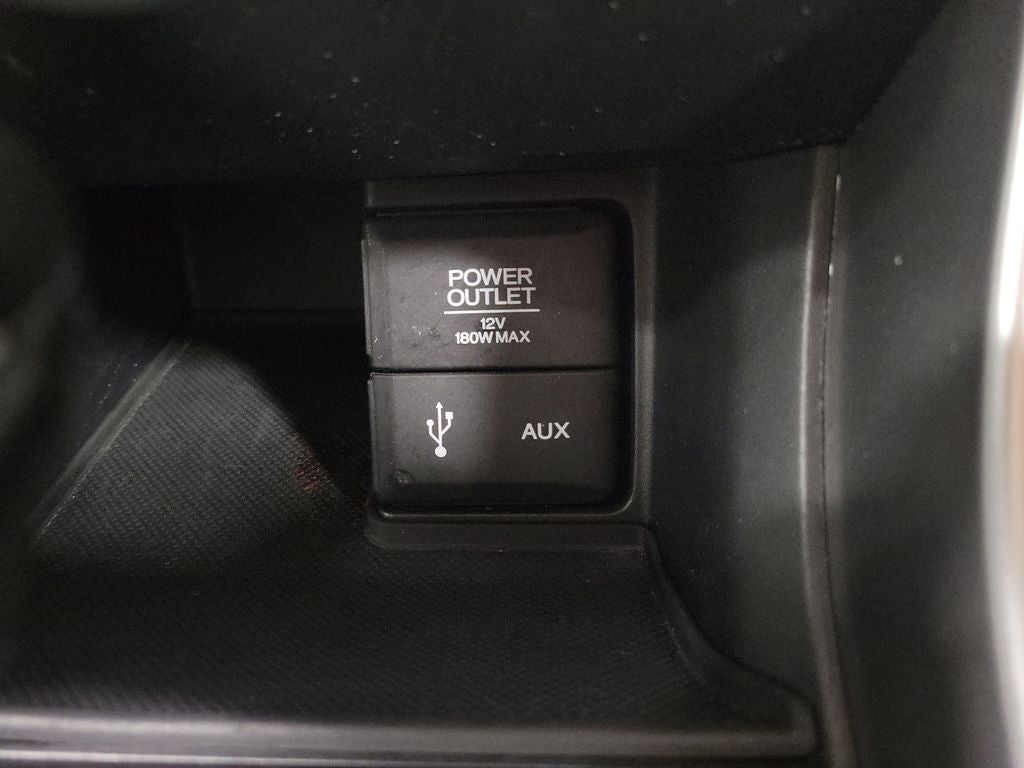 POWER
OUTLET
12V
180W MAX
AUX